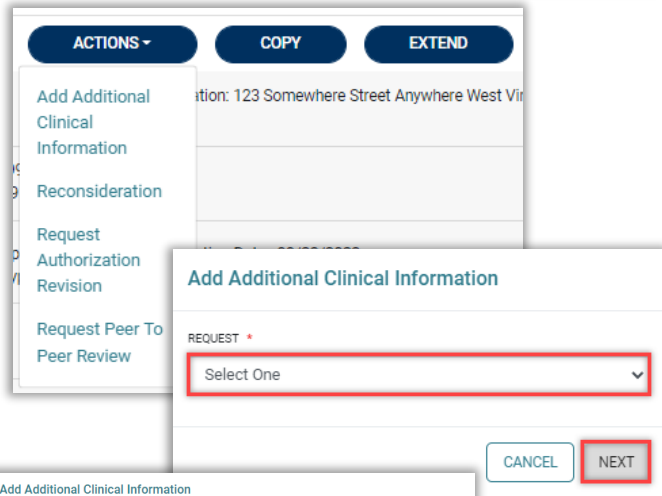 ACTIONS COPY EXTEND
Add Additional
Clinical
Information
ation: 123 Somewhere Street Anywhere West Vir
Reconsideration
Request
Authorization
Revision
Request Peer To
Peer Review
Add Additional Clinical Information
REQUEST *
Select One
CANCEL NEXT
Add Additional Clinical Information